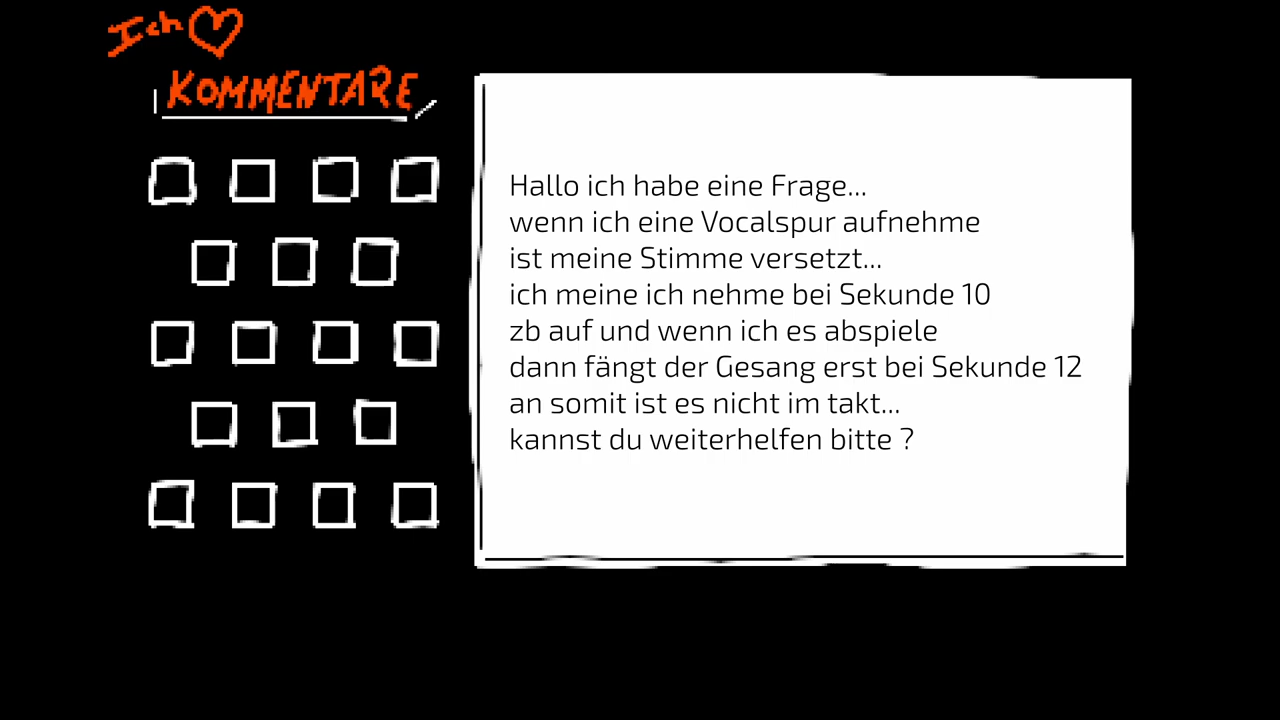 Ich
KOMMENTARE
Hallo ich habe eine Frage...
wenn ich eine Vocalspur aufnehme
ist meine Stimme versetzt...
ich meine ich nehme bei Sekunde 10
zb auf und wenn ich es abspiele
dann fängt der Gesang erst bei Sekunde 12
an somit ist es nicht im takt...
kannst du weiterhelfen bitte ?